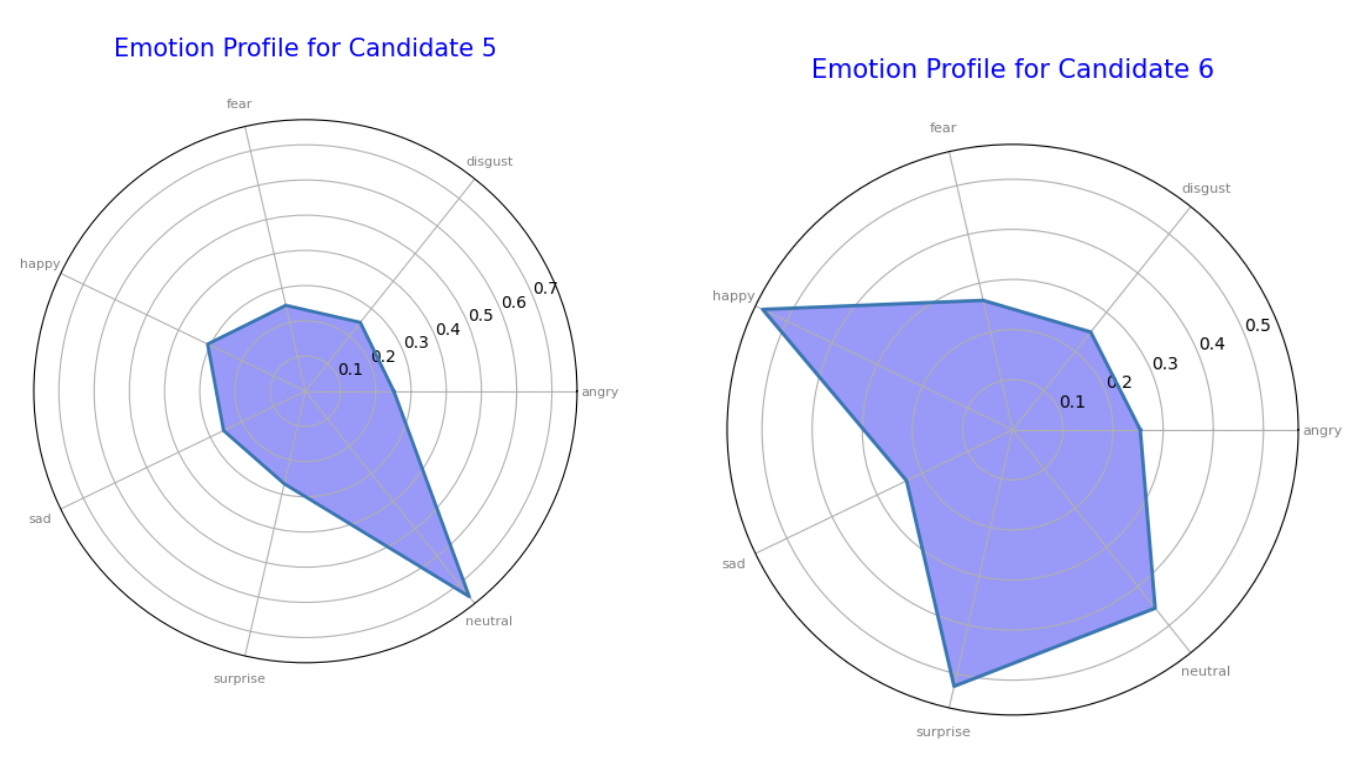 Emotion Profile for Candidate 5
fear
disgust
happy
0.7
0.6
0.5
0.4
0.3
0.2
0.1
angry
sad
neutral
surprise
Emotion Profile for Candidate 6
fear
disgust
happy
0.5
0.4
0.3
0.2
0.1
angry
sad
neutral
surprise